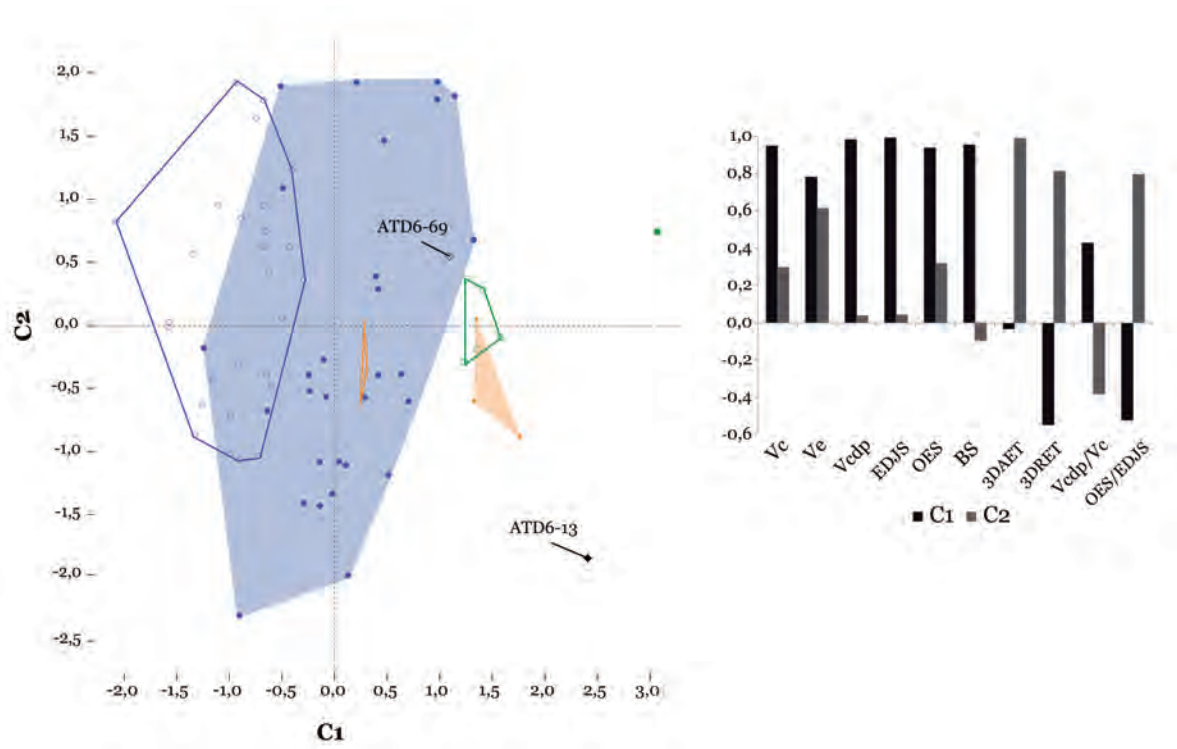 2,0
1,5
1,0
0,5
0,0
-0,5
-1,0
-1,5
-2,0
-2,5
C2
ATD6-69
ATD6-13
-2,0 -1,5 -1,0 -0,5 0,0 0,5 1,0 1,5 2,0 2,5 3,0
C1
1,0
0,8
0,6
0,4
0,2
0,0
-0,2
-0,4
-0,6
Vc Ve Vcdp EDJS OES BS 3DAET 3DRET Vcdp/Vc OES/EDJS
C1 C2